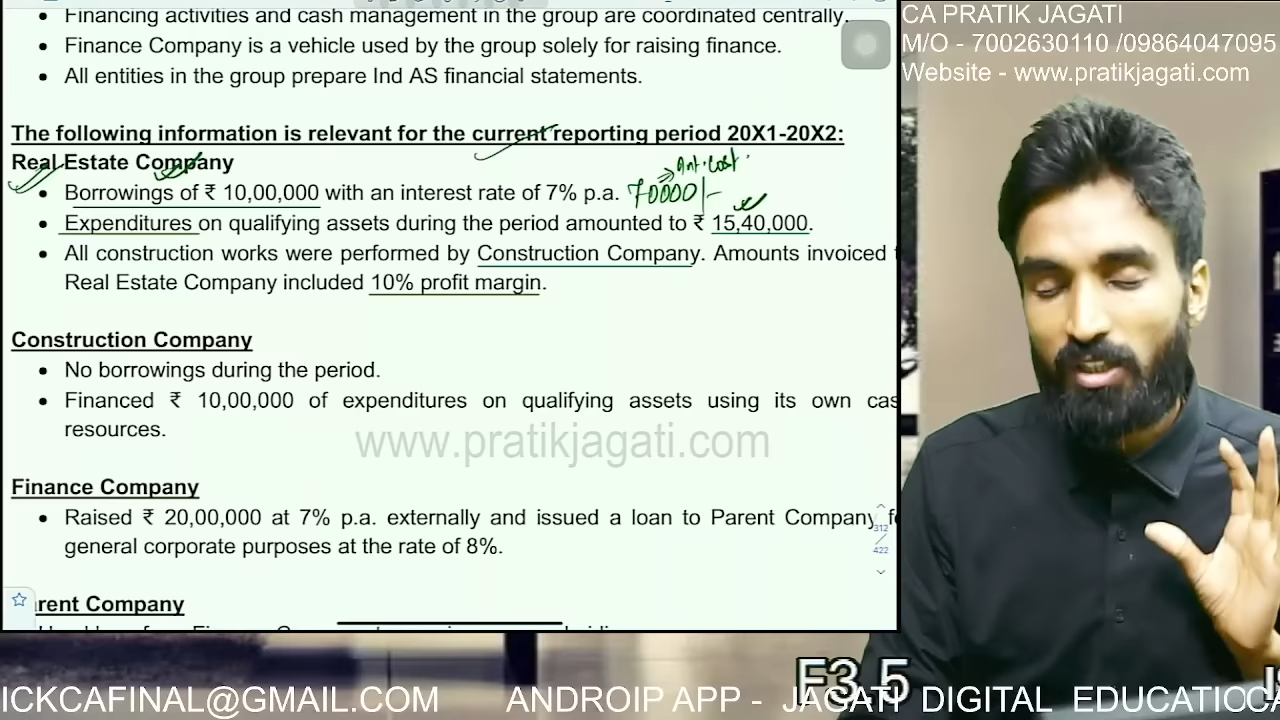 Financing activities and cash management in the group are coordinated centrally.
Finance Company is a vehicle used by the group solely for raising finance.
All entities in the group prepare Ind AS financial statements.
The following information is relevant for the current reporting period 20X1-20X2:
Real Estate Company
Borrowings of ₹ 10,00,000 with an interest rate of 7% p.a. 70000/-
Int. cost.
Expenditures on qualifying assets during the period amounted to ₹ 15,40,000.
All construction works were performed by Construction Company. Amounts invoiced
Real Estate Company included 10% profit margin.
Construction Company
No borrowings during the period.
Financed ₹ 10,00,000 of expenditures on qualifying assets using its own cas
resources.
www.pratikjagati.com
Finance Company
Raised ₹ 20,00,000 at 7% p.a. externally and issued a loan to Parent Company
general corporate purposes at the rate of 8%.
312
422
rent Company
CA PRATIK JAGATI
M/O - 7002630110 /09864047095
Website - www.pratikjagati.com
F3.5
ICKCAFINAL@GMAIL.COM ANDROIP APP - JAGATI DIGITAL EDUCATIO